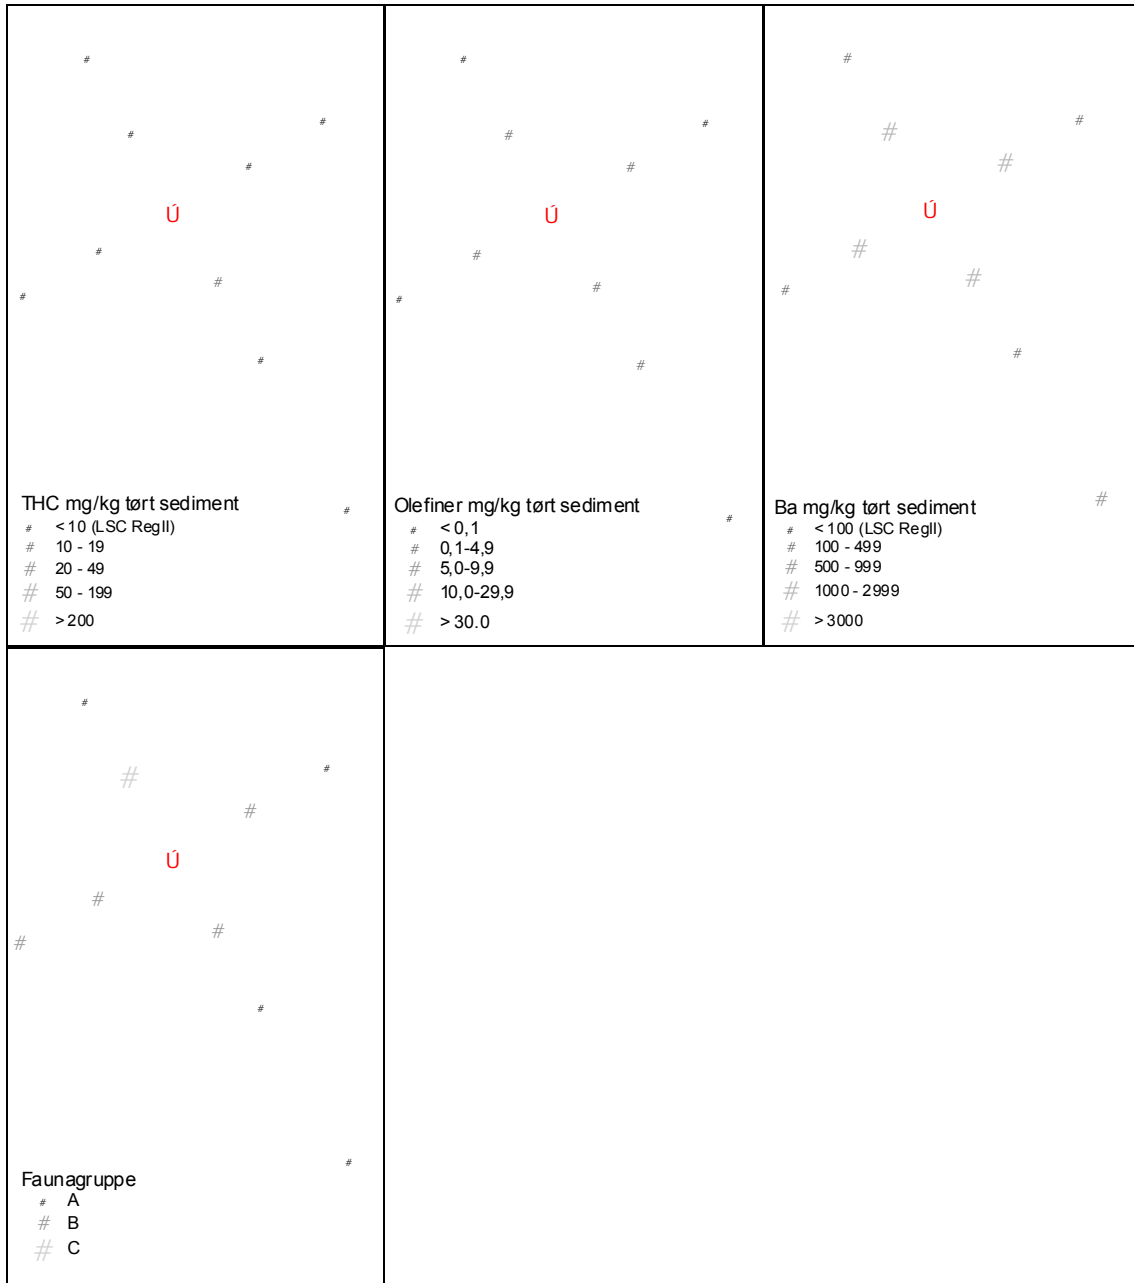 #
#
#
#
Ú
#
#
#
#
THC mg/kg tørt sediment
#
# < 10 (LSC RegII)
# 10 - 19
# 20 - 49
# 50 - 199
# > 200
#
#
#
#
Ú
#
#
#
#
Olefiner mg/kg tørt sediment
#
# < 0,1
# 0,1-4,9
# 5,0-9,9
# 10,0-29,9
# > 30.0
#
#
#
#
Ú
#
#
#
#
#
Ba mg/kg tørt sediment
# < 100 (LSC RegII)
# 100 - 499
# 500 - 999
# 1000 - 2999
# > 3000
#
#
#
#
Ú
#
#
#
#
#
Faunagruppe
# A
# B
# C